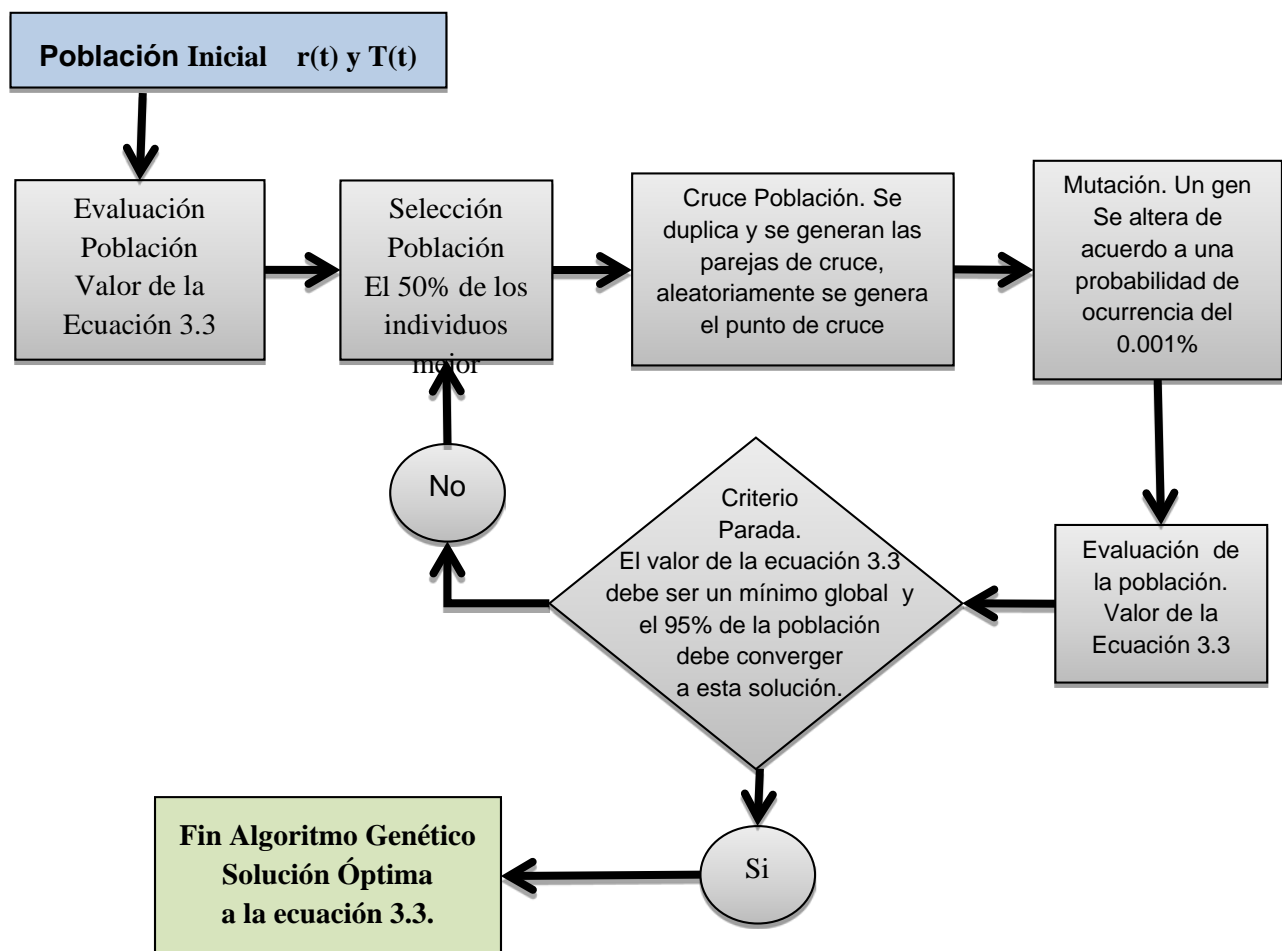 Población Inicial r(t) y T(t)
Evaluación
Población
Valor de la
Ecuación 3.3
Selección
Población
El 50% de los
individuos
mejor
Cruce Población. Se
duplica y se generan las
parejas de cruce,
aleatoriamente se genera
el punto de cruce
Mutación. Un gen
Se altera de
acuerdo a una
probabilidad de
ocurrencia del
0.001%
Evaluación de
la población.
Valor de la
Ecuación 3.3
Criterio
Parada.
El valor de la ecuación 3.3
debe ser un mínimo global y
el 95% de la población
debe converger
a esta solución.
No
Si
Fin Algoritmo Genético
Solución Óptima
a la ecuación 3.3.